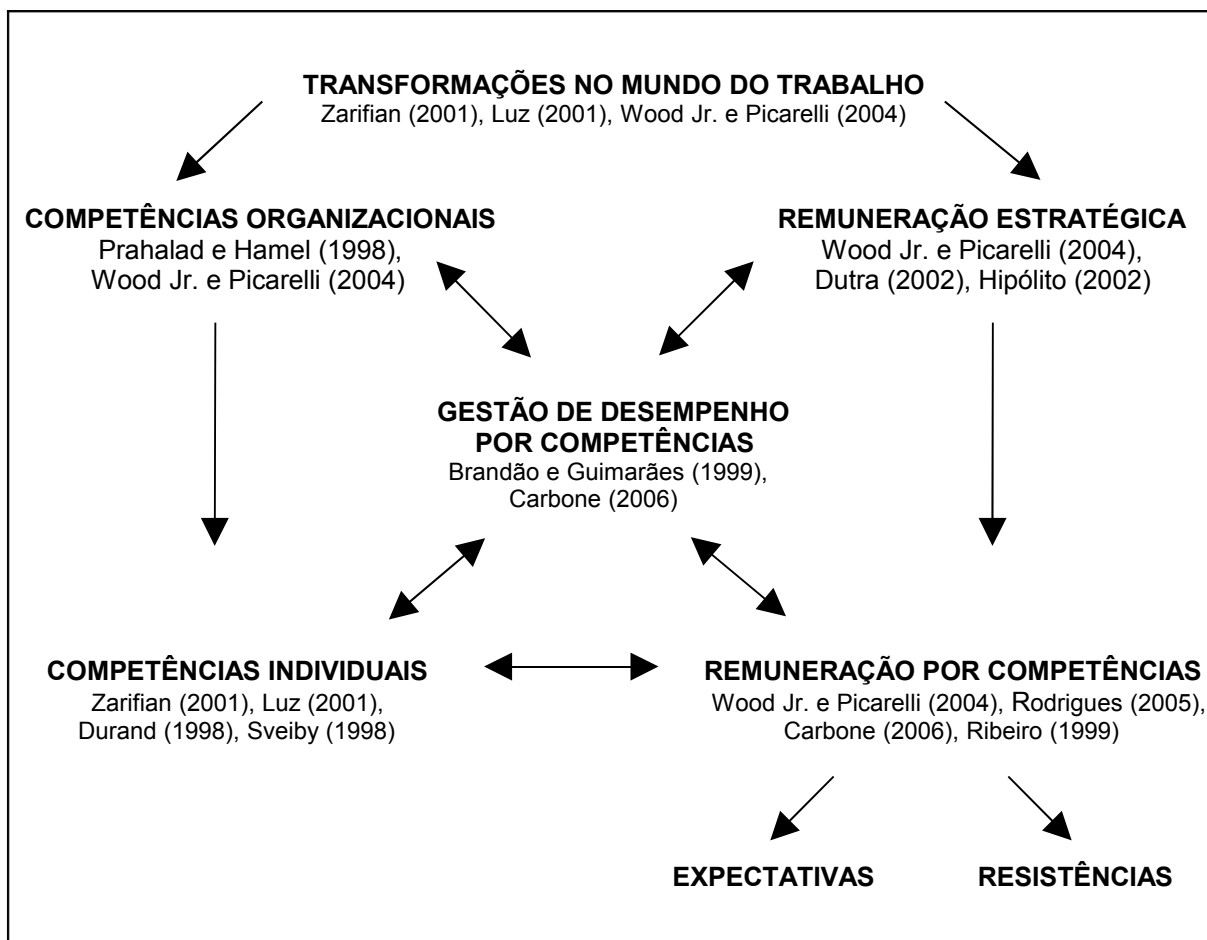 TRANSFORMAÇÕES NO MUNDO DO TRABALHO
Zarifian (2001), Luz (2001), Wood Jr. e Picarelli (2004)
COMPETÊNCIAS ORGANIZACIONAIS
Prahalad e Hamel (1998),
Wood Jr. e Picarelli (2004)
REMUNERAÇÃO ESTRATÉGICA
Wood Jr. e Picarelli (2004),
Dutra (2002), Hipólito (2002)
GESTÃO DE DESEMPENHO
POR COMPETÊNCIAS
Brandão e Guimarães (1999),
Carbone (2006)
COMPETÊNCIAS INDIVIDUAIS
Zarifian (2001), Luz (2001),
Durand (1998), Sveiby (1998)
REMUNERAÇÃO POR COMPETÊNCIAS
Wood Jr. e Picarelli (2004), Rodrigues (2005),
Carbone (2006), Ribeiro (1999)
EXPECTATIVAS
RESISTÊNCIAS